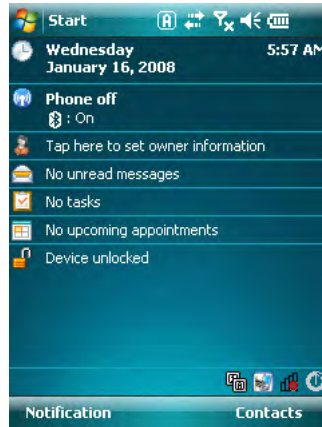 Start
Wednesday 5:57 AM
January 16, 2008
Phone off
: On
Tap here to set owner information
No unread messages
No tasks
No upcoming appointments
Device unlocked
Notification Contacts